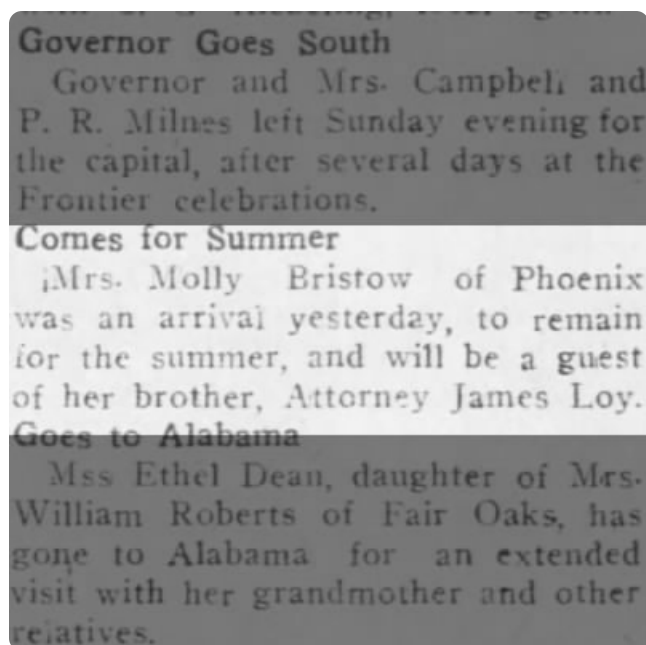 Governor Goes South
Governor and Mrs. Campbell and
P. R. Milnes left Sunday evening for
the capital, after several days at the
Frontier celebrations.
Comes for Summer
¡Mrs. Molly Bristow of Phoenix
was an arrival yesterday, to remain
for the summer, and will be a guest
of her brother, Attorney James Loy.
Goes to Alabama
Mss Ethel Dean, daughter of Mrs.
William Roberts of Fair Oaks, has
gone to Alabama for an extended
visit with her grandmother and other
relatives.